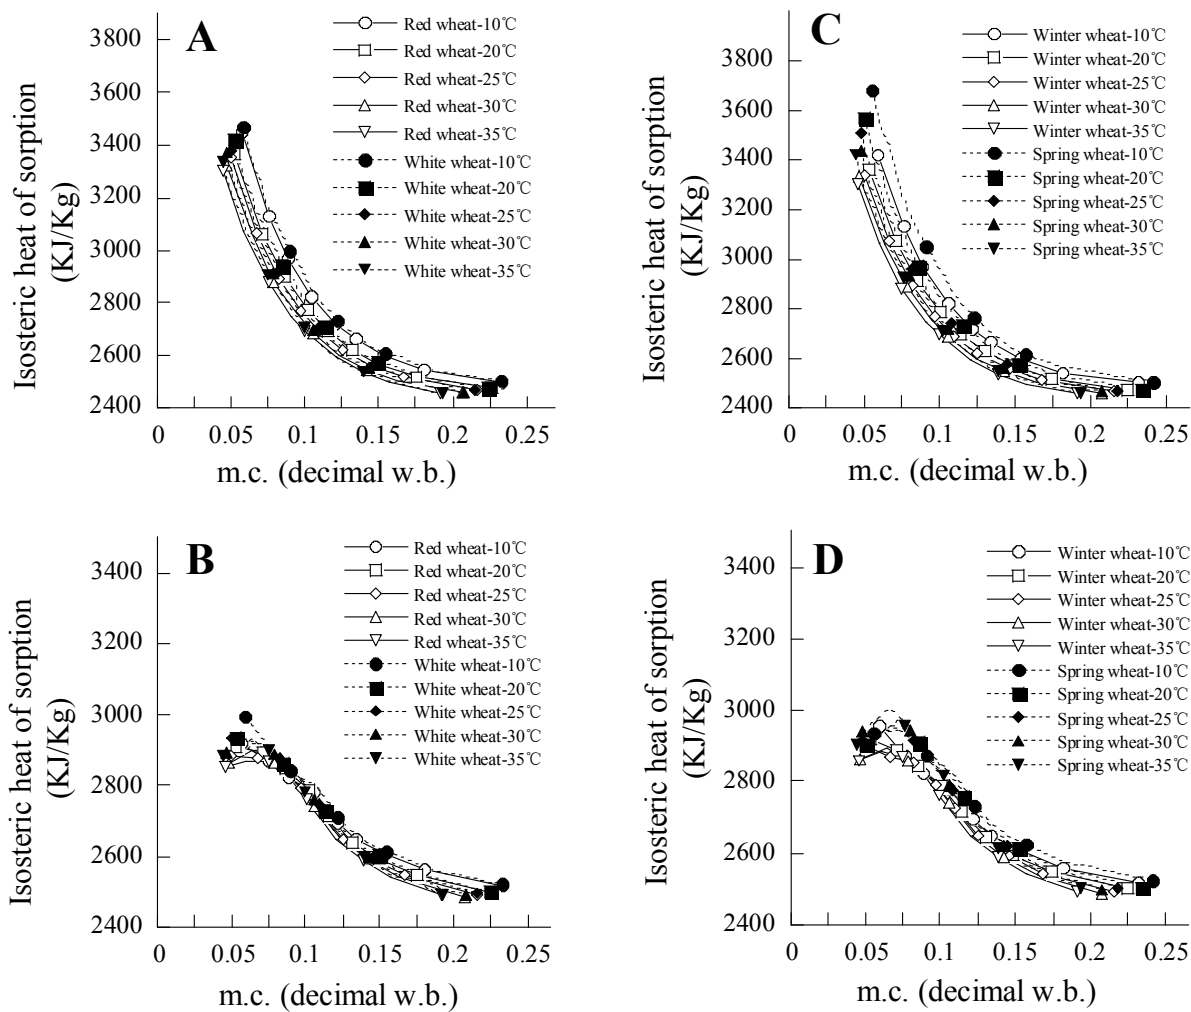 A
Isosteric heat of sorption
(KJ/Kg)
3800
3600
3400
3200
3000
2800
2600
2400
Red wheat-10℃
Red wheat-20℃
Red wheat-25℃
Red wheat-30℃
Red wheat-35℃
White wheat-10℃
White wheat-20℃
White wheat-25℃
White wheat-30℃
White wheat-35℃
0 0.05 0.1 0.15 0.2 0.25
m.c. (decimal w.b.)
C
Isosteric heat of sorption
(KJ/Kg)
3800
3600
3400
3200
3000
2800
2600
2400
Winter wheat-10℃
Winter wheat-20℃
Winter wheat-25℃
Winter wheat-30℃
Winter wheat-35℃
Spring wheat-10℃
Spring wheat-20℃
Spring wheat-25℃
Spring wheat-30℃
Spring wheat-35℃
0 0.05 0.1 0.15 0.2 0.25
m.c. (decimal w.b.)
B
Isosteric heat of sorption
(KJ/Kg)
3400
3200
3000
2800
2600
2400
Red wheat-10℃
Red wheat-20℃
Red wheat-25℃
Red wheat-30℃
Red wheat-35℃
White wheat-10℃
White wheat-20℃
White wheat-25℃
White wheat-30℃
White wheat-35℃
0 0.05 0.1 0.15 0.2 0.25
m.c. (decimal w.b.)
D
Isosteric heat of sorption
(KJ/Kg)
3400
3200
3000
2800
2600
2400
Winter wheat-10℃
Winter wheat-20℃
Winter wheat-25℃
Winter wheat-30℃
Winter wheat-35℃
Spring wheat-10℃
Spring wheat-20℃
Spring wheat-25℃
Spring wheat-30℃
Spring wheat-35℃
0 0.05 0.1 0.15 0.2 0.25
m.c. (decimal w.b.)